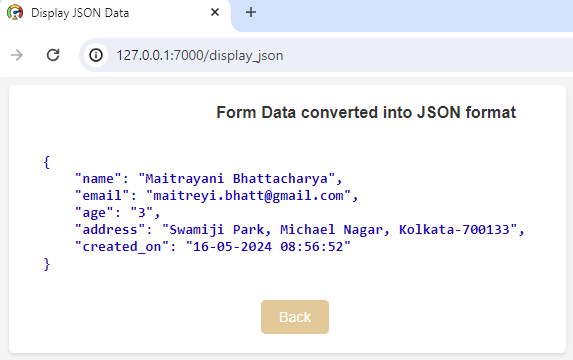 Display JSON Data
127.0.0.1:7000/display_json
Form Data converted into JSON format
{
"name": "Maitrayani Bhattacharya",
"email": "maitreyi.bhatt@gmail.com",
"age": "3",
"address": "Swamiji Park, Michael Nagar, Kolkata-700133",
"created_on": "16-05-2024 08:56:52"
}
Back